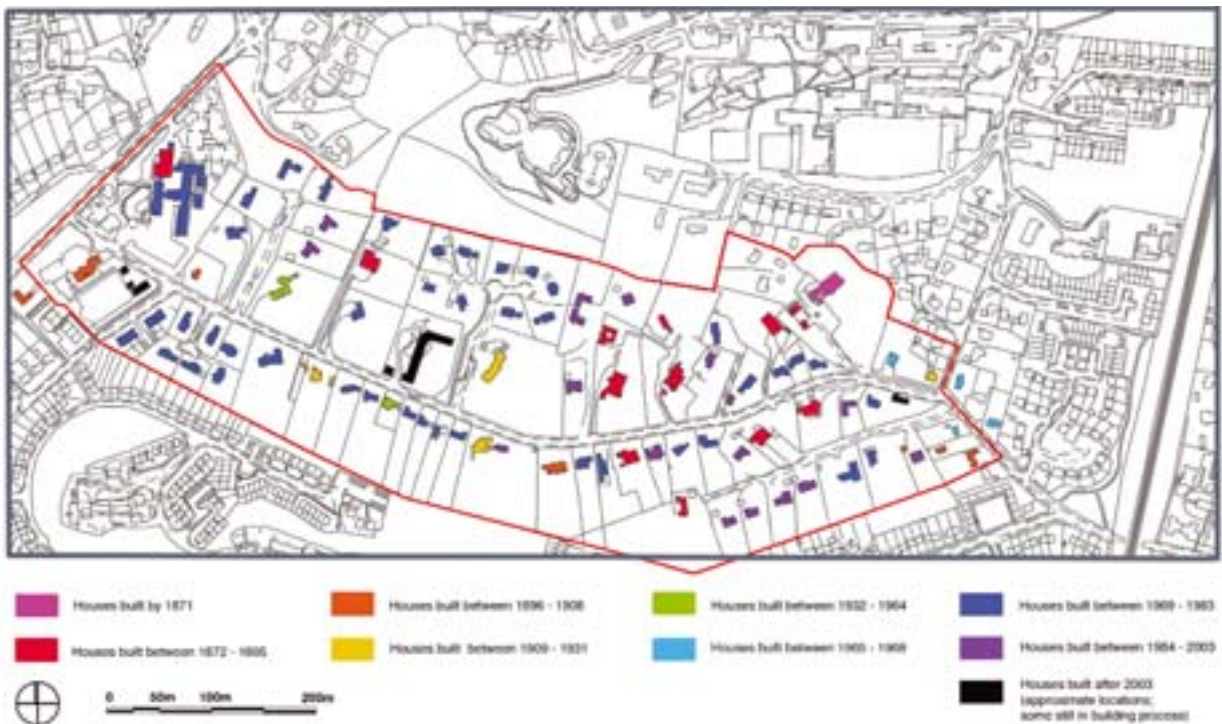 Houses built by 1871
Houses built between 1896 - 1908
Houses built between 1932 - 1964
Houses built between 1969 - 1983
Houses built between 1872 - 1895
Houses built between 1909 - 1931
Houses built between 1965 - 1968
Houses built between 1984 - 2003
Houses built after 2003
(approximate locations;
some still in building process)
0 50m 100m 200m